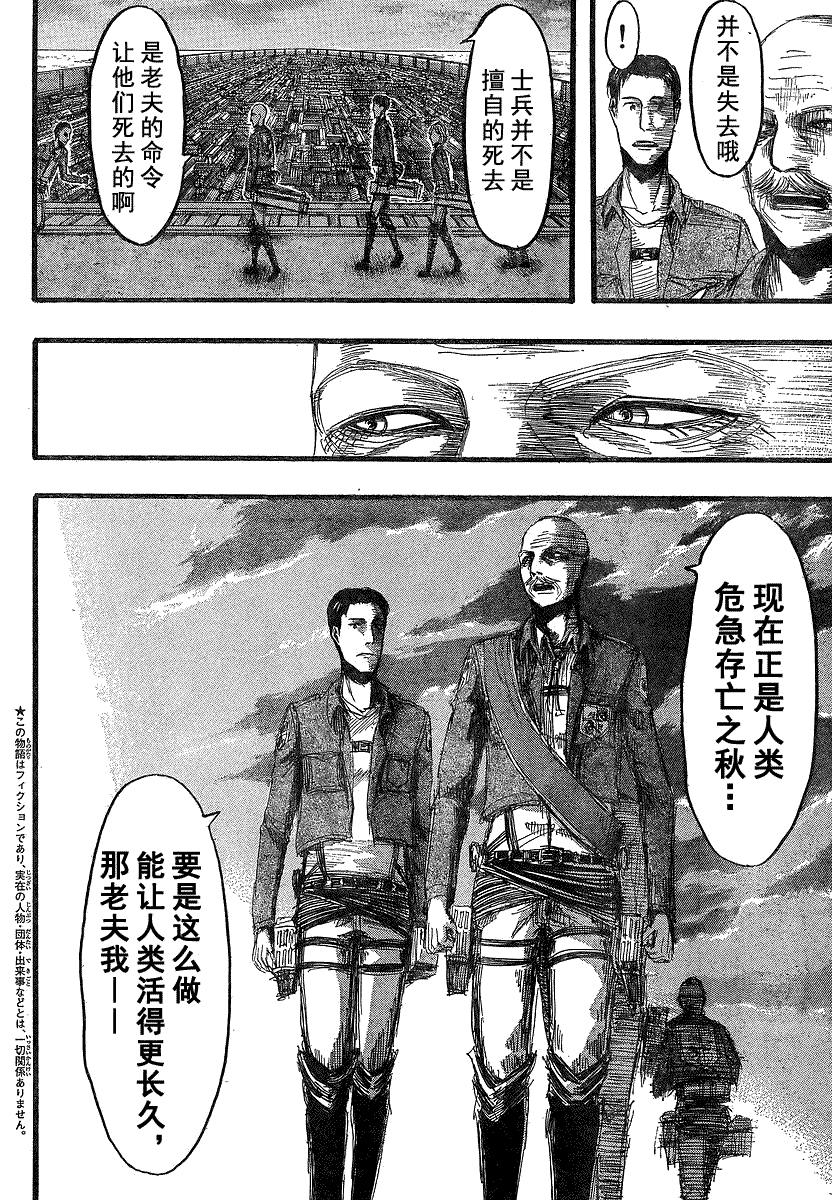 并不是失去哦
！
士兵并不是
擅自的死去
是老夫的命令
让他们死去的啊
现在正是人类
危急存亡之秋…
要是这么做
能让人类活得更长久，
那老夫我——
★この物語はフィクションであり、実在の人物・団体・出来事などとは、一切関係ありません。